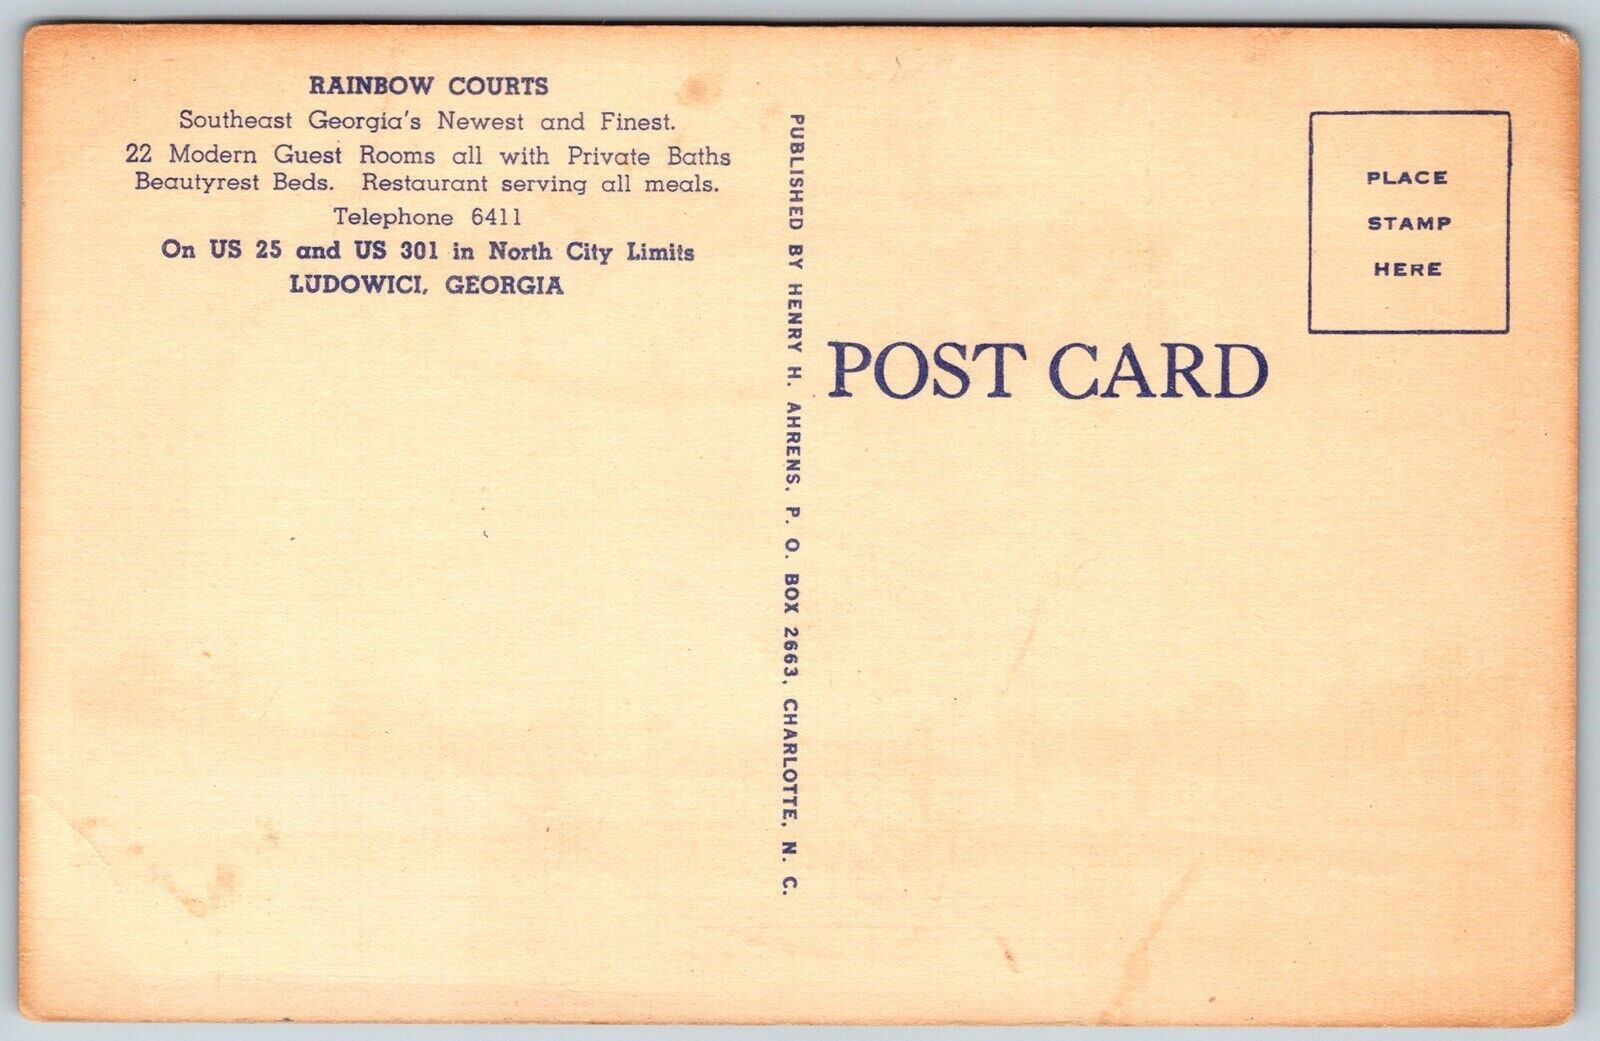 RAINBOW COURTS
Southeast Georgia's Newest and Finest.
22 Modern Guest Rooms all with Private Baths
Beautyrest Beds. Restaurant serving all meals.
Telephone 6411
On US 25 and US 301 in North City Limits
LUDOWICI, GEORGIA
PUBLISHED BY HENRY H. AHRENS, P. O. BOX 2663, CHARLOTTE, N. C.
PLACE
STAMP
HERE
POST CARD